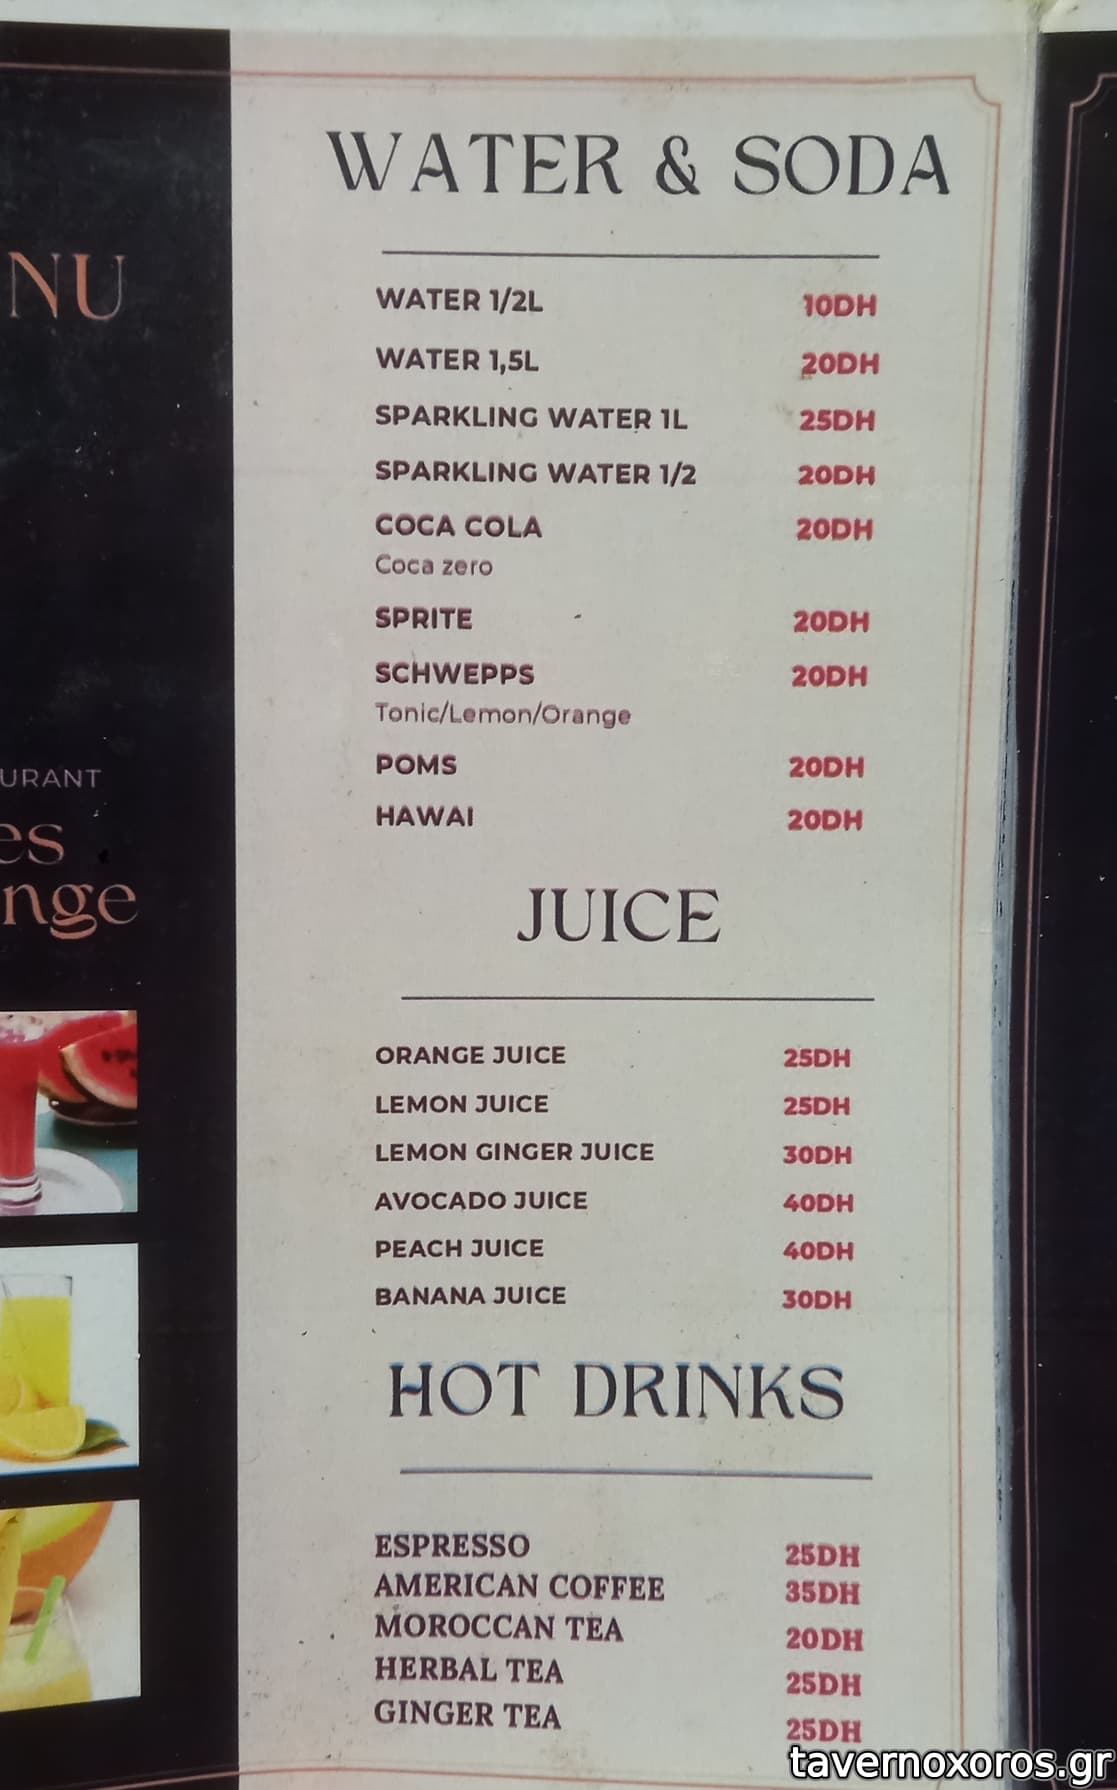 NU
URANT
es
nge
WATER & SODA
WATER 1/2L 10DH
WATER 1,5L 20DH
SPARKLING WATER 1L 25DH
SPARKLING WATER 1/2 20DH
COCA COLA 20DH
Coca zero
SPRITE 20DH
SCHWEPPS 20DH
Tonic/Lemon/Orange
POMS 20DH
HAWAI 20DH
JUICE
ORANGE JUICE 25DH
LEMON JUICE 25DH
LEMON GINGER JUICE 30DH
AVOCADO JUICE 40DH
PEACH JUICE 40DH
BANANA JUICE 30DH
HOT DRINKS
ESPRESSO 25DH
AMERICAN COFFEE 35DH
MOROCCAN TEA 20DH
HERBAL TEA 25DH
GINGER TEA 25DH
tavernoxoros.gr